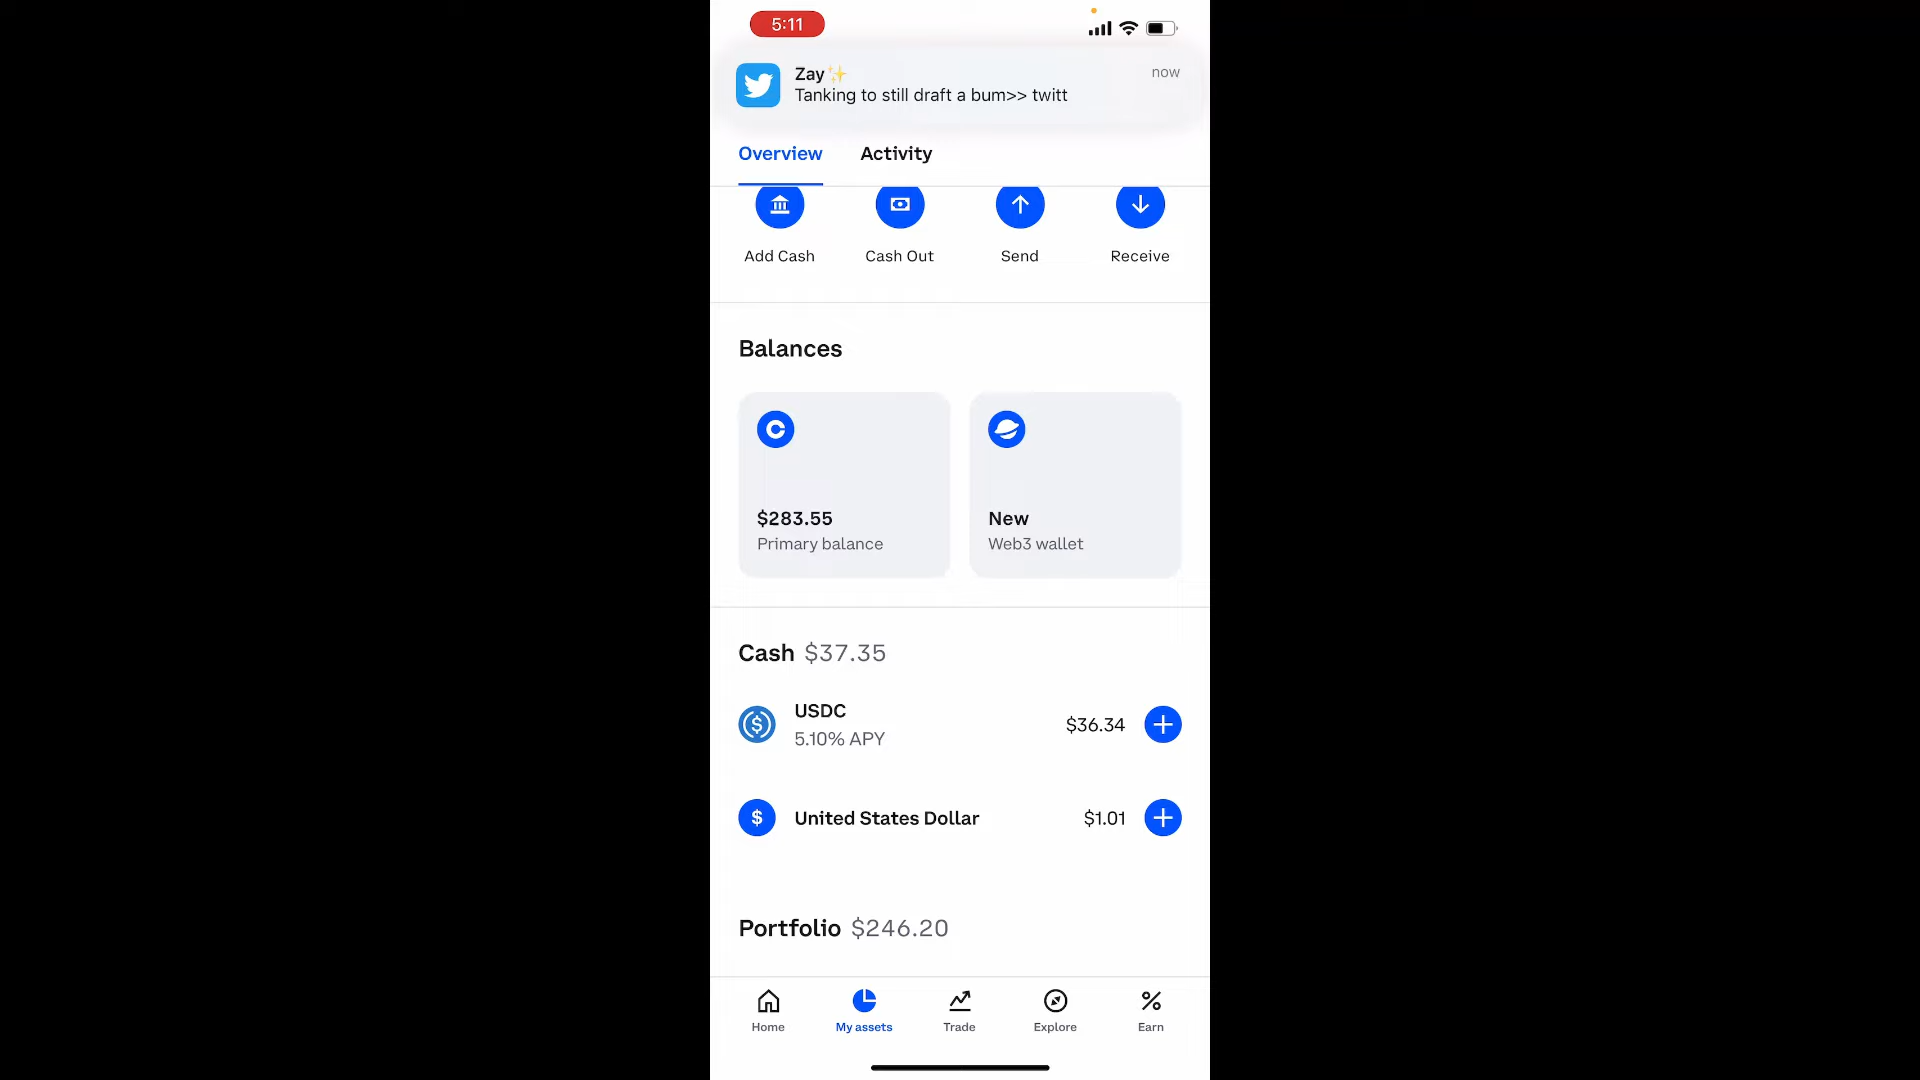 5:11
Zay✨
now
Tanking to still draft a bum>> twitt
Overview
Activity
Add Cash
Cash Out
Send
Receive
Balances
$283.55
Primary balance
New
Web3 wallet
Cash $37.35
USDC
5.10% APY
$36.34
United States Dollar
$1.01
Portfolio $246.20
Home
My assets
Trade
Explore
Earn